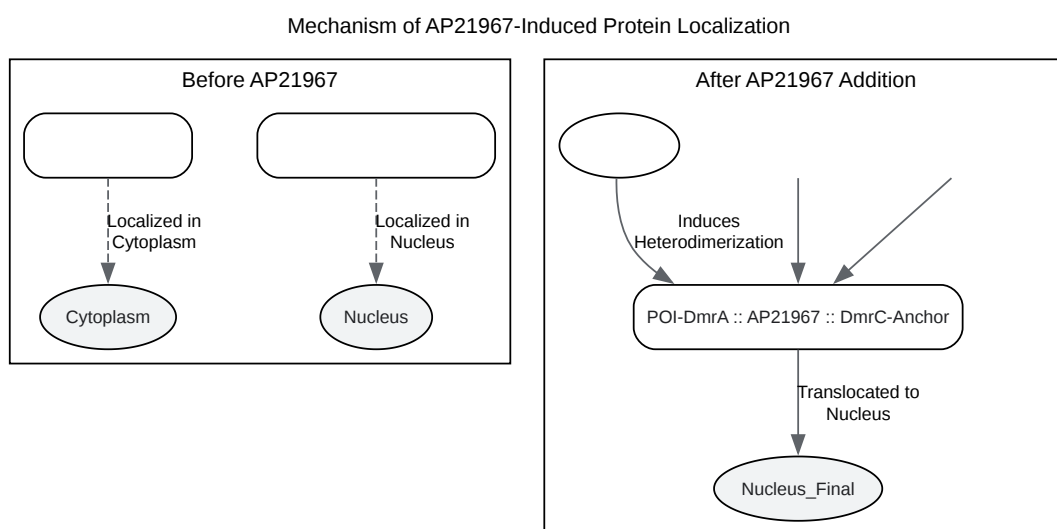 Mechanism of AP21967-Induced Protein Localization
Before AP21967
Localized in
Cytoplasm
Localized in
Nucleus
Cytoplasm
Nucleus
After AP21967 Addition
Induces
Heterodimerization
POI-DmrA :: AP21967 :: DmrC-Anchor
Translocated to
Nucleus
Nucleus_Final